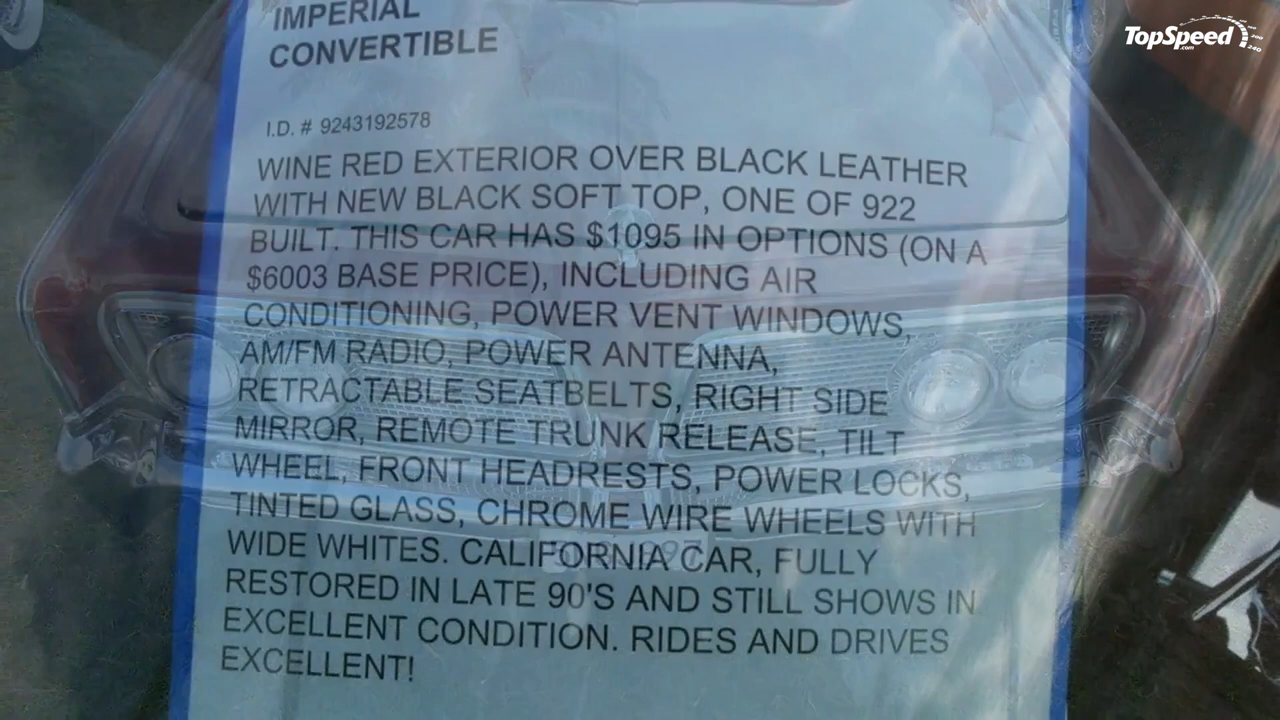 IMPERIAL
CONVERTIBLE
I.D. # 9243192578
WINE RED EXTERIOR OVER BLACK LEATHER
WITH NEW BLACK SOFT TOP, ONE OF 922
BUILT. THIS CAR HAS $1095 IN OPTIONS (ON A
$6003 BASE PRICE), INCLUDING AIR
CONDITIONING, POWER VENT WINDOWS,
AM/FM RADIO, POWER ANTENNA,
RETRACTABLE SEATBELTS, RIGHT SIDE
MIRROR, REMOTE TRUNK RELEASE, TILT
WHEEL, FRONT HEADRESTS, POWER LOCKS,
TINTED GLASS, CHROME WIRE WHEELS WITH
WIDE WHITES. CALIFORNIA CAR, FULLY
RESTORED IN LATE 90'S AND STILL SHOWS IN
EXCELLENT CONDITION. RIDES AND DRIVES
EXCELLENT!
TopSpeed
.com